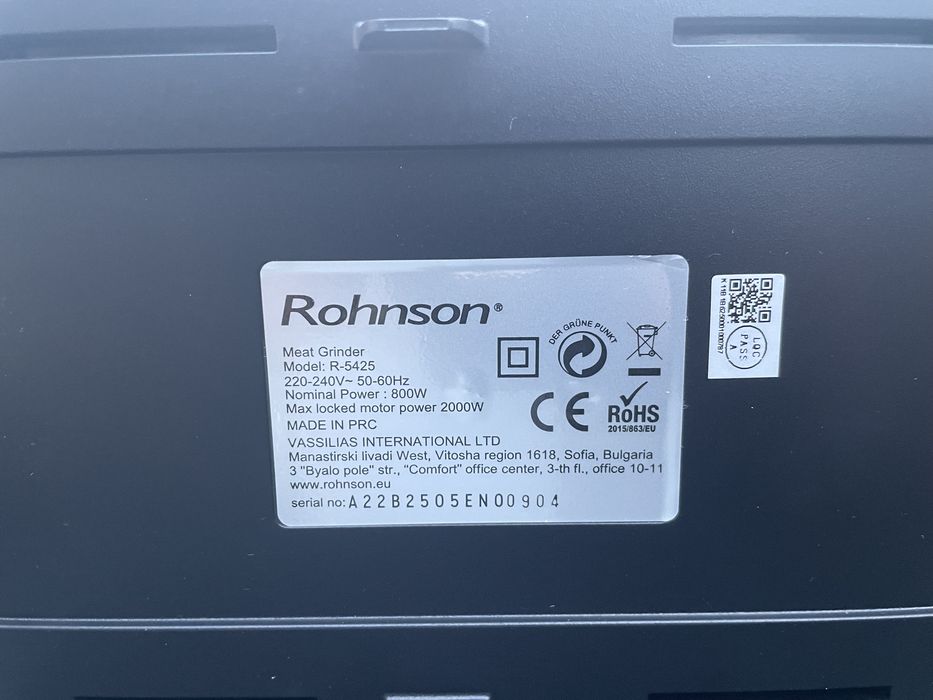 Rohnson®
Meat Grinder
Model: R-5425
220-240V~ 50-60Hz
Nominal Power : 800W
Max locked motor power 2000W
MADE IN PRC
VASSILIAS INTERNATIONAL LTD
Manastirski livadi West, Vitosha region 1618, Sofia, Bulgaria
3 "Byalo pole" str., "Comfort" office center, 3-th fl., office 10-11
www.rohnson.eu
serial no: A22B2505EN00904
DER GRÜNE PUNKT
CE
RoHS
2015/863/EU
LQC
PASS
A